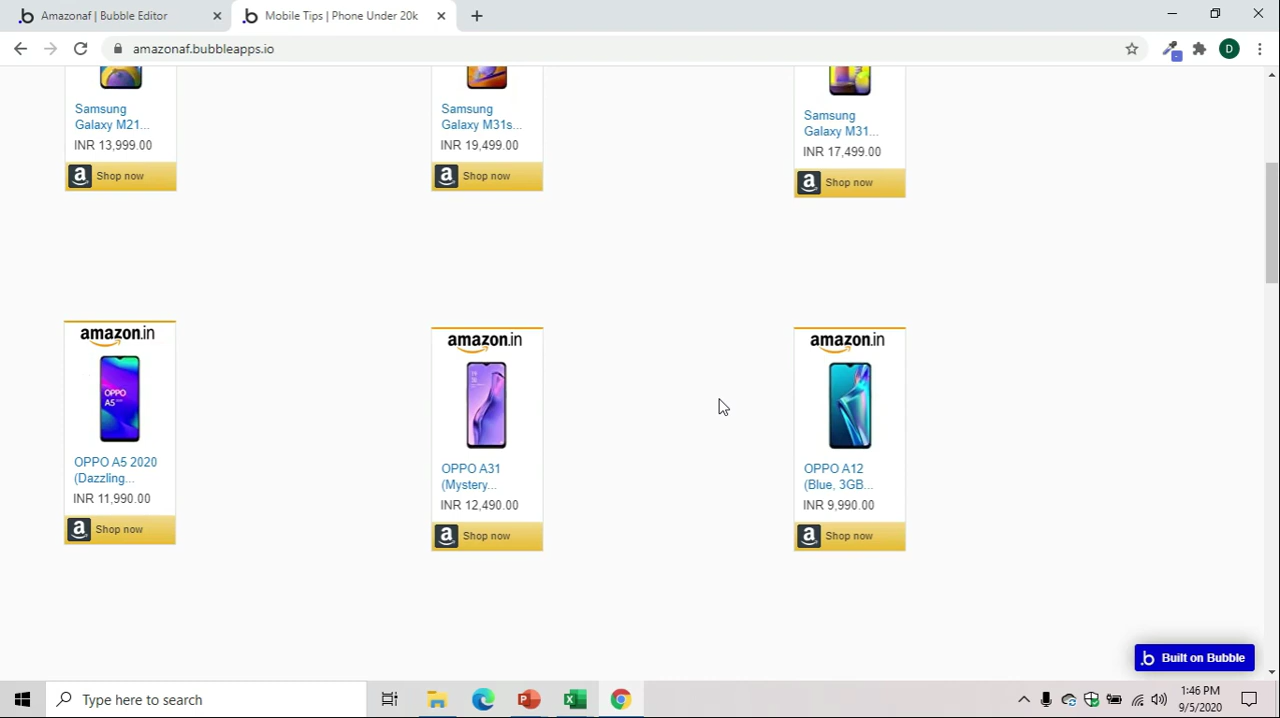 Amazonaf | Bubble Editor
Mobile Tips | Phone Under 20k
amazonaf.bubbleapps.io
D
Samsung
Galaxy M21...
INR 13,999.00
Shop now
Samsung
Galaxy M31s...
INR 19,499.00
Shop now
Samsung
Galaxy M31...
INR 17,499.00
Shop now
amazon.in
OPPO
A5
OPPO A5 2020
(Dazzling...
INR 11,990.00
Shop now
amazon.in
OPPO A31
(Mystery...
INR 12,490.00
Shop now
amazon.in
OPPO A12
(Blue, 3GB...
INR 9,990.00
Shop now
Built on Bubble
Type here to search
1:46 PM
9/5/2020